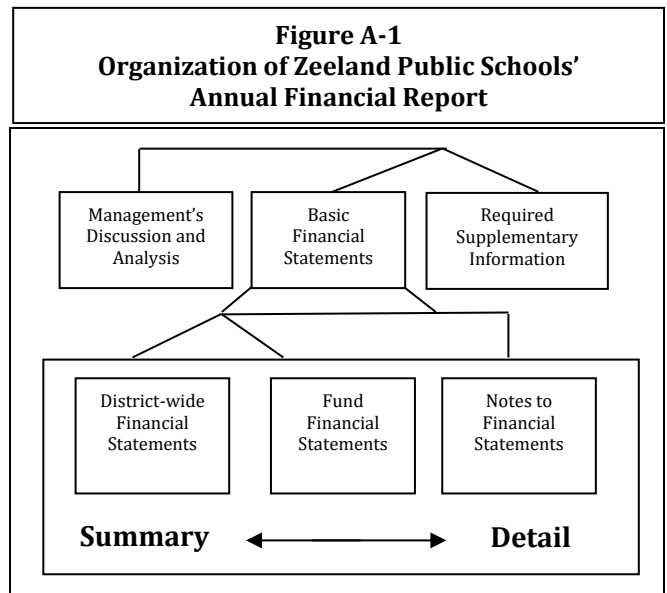 Figure A-1
Organization of Zeeland Public Schools’
Annual Financial Report
Management’s
Discussion and
Analysis
Basic
Financial
Statements
Required
Supplementary
Information
District-wide
Financial
Statements
Fund
Financial
Statements
Notes to
Financial
Statements
Summary
Detail